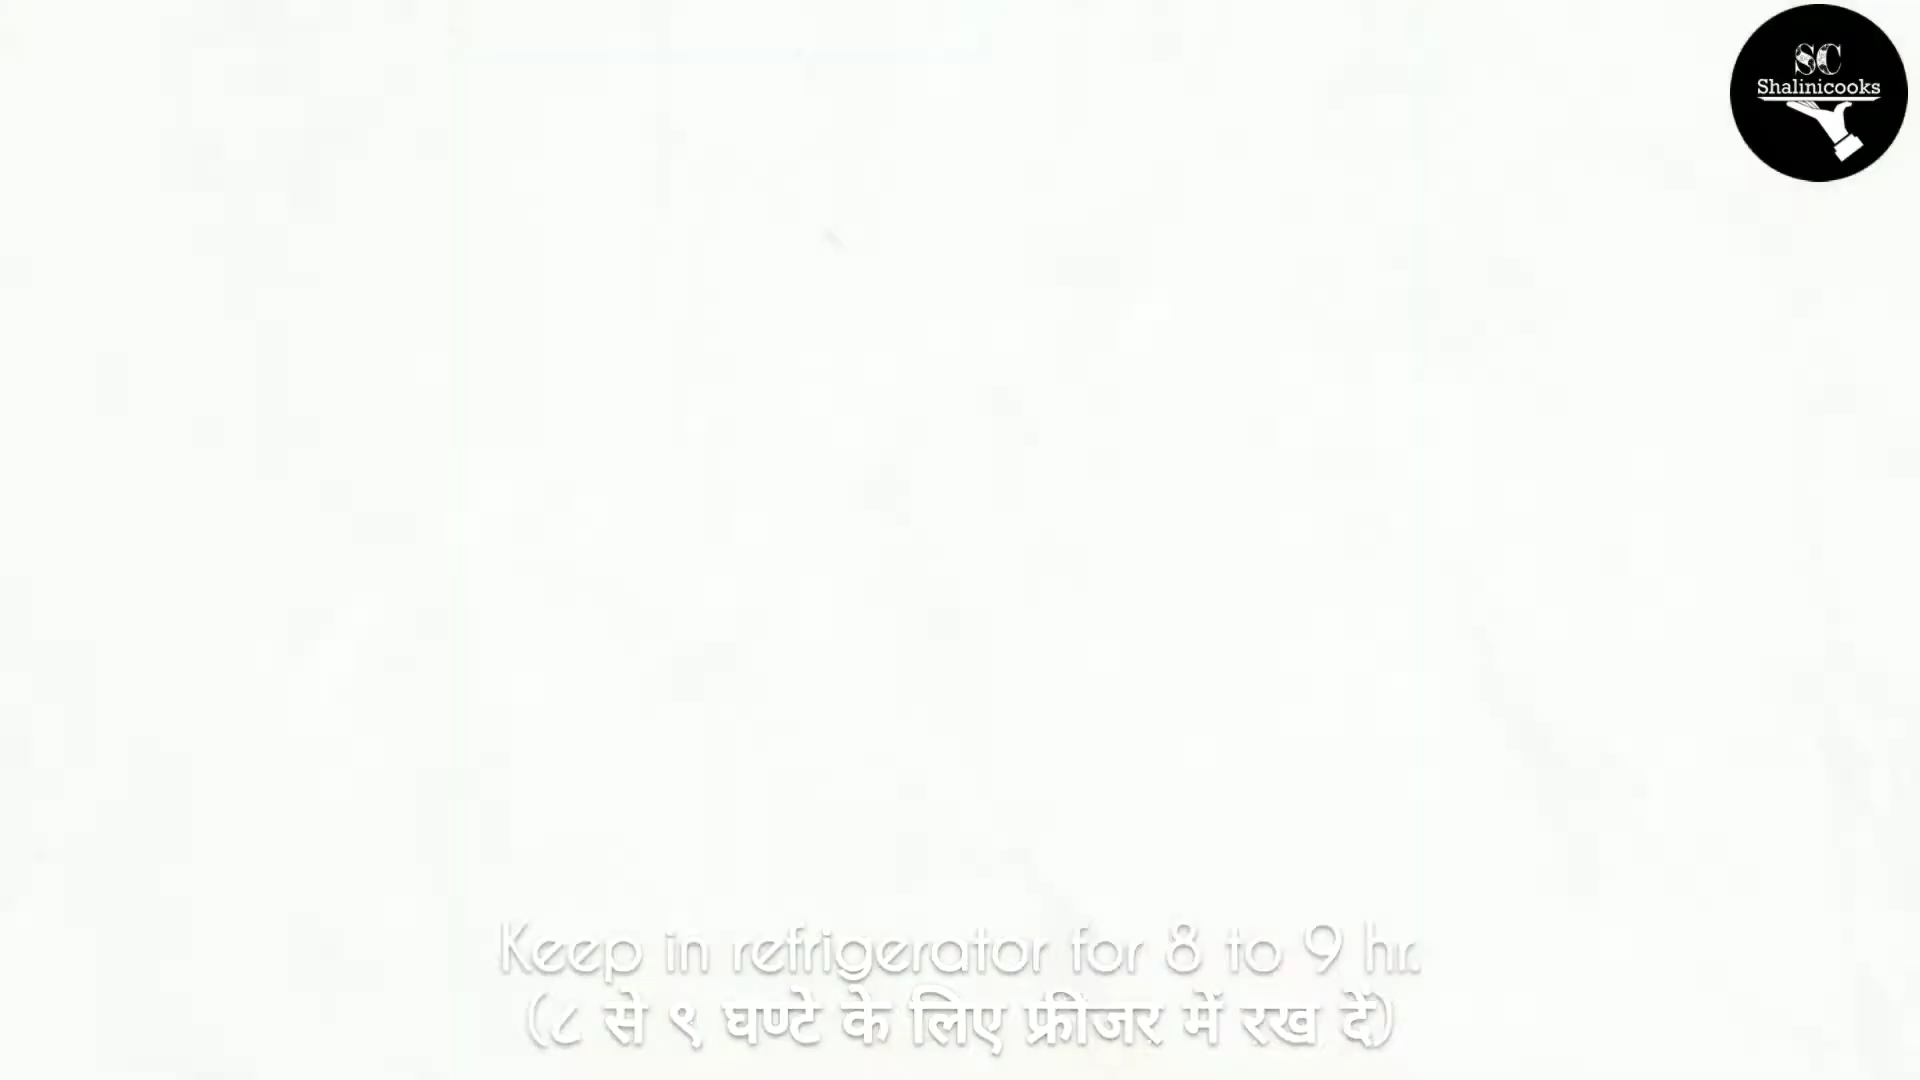 SC
Shalinicooks
Keep in refrigerator for 8 to 9 hr.
(८ से ९ घण्टे के लिए फ्रीजर में रख दें)